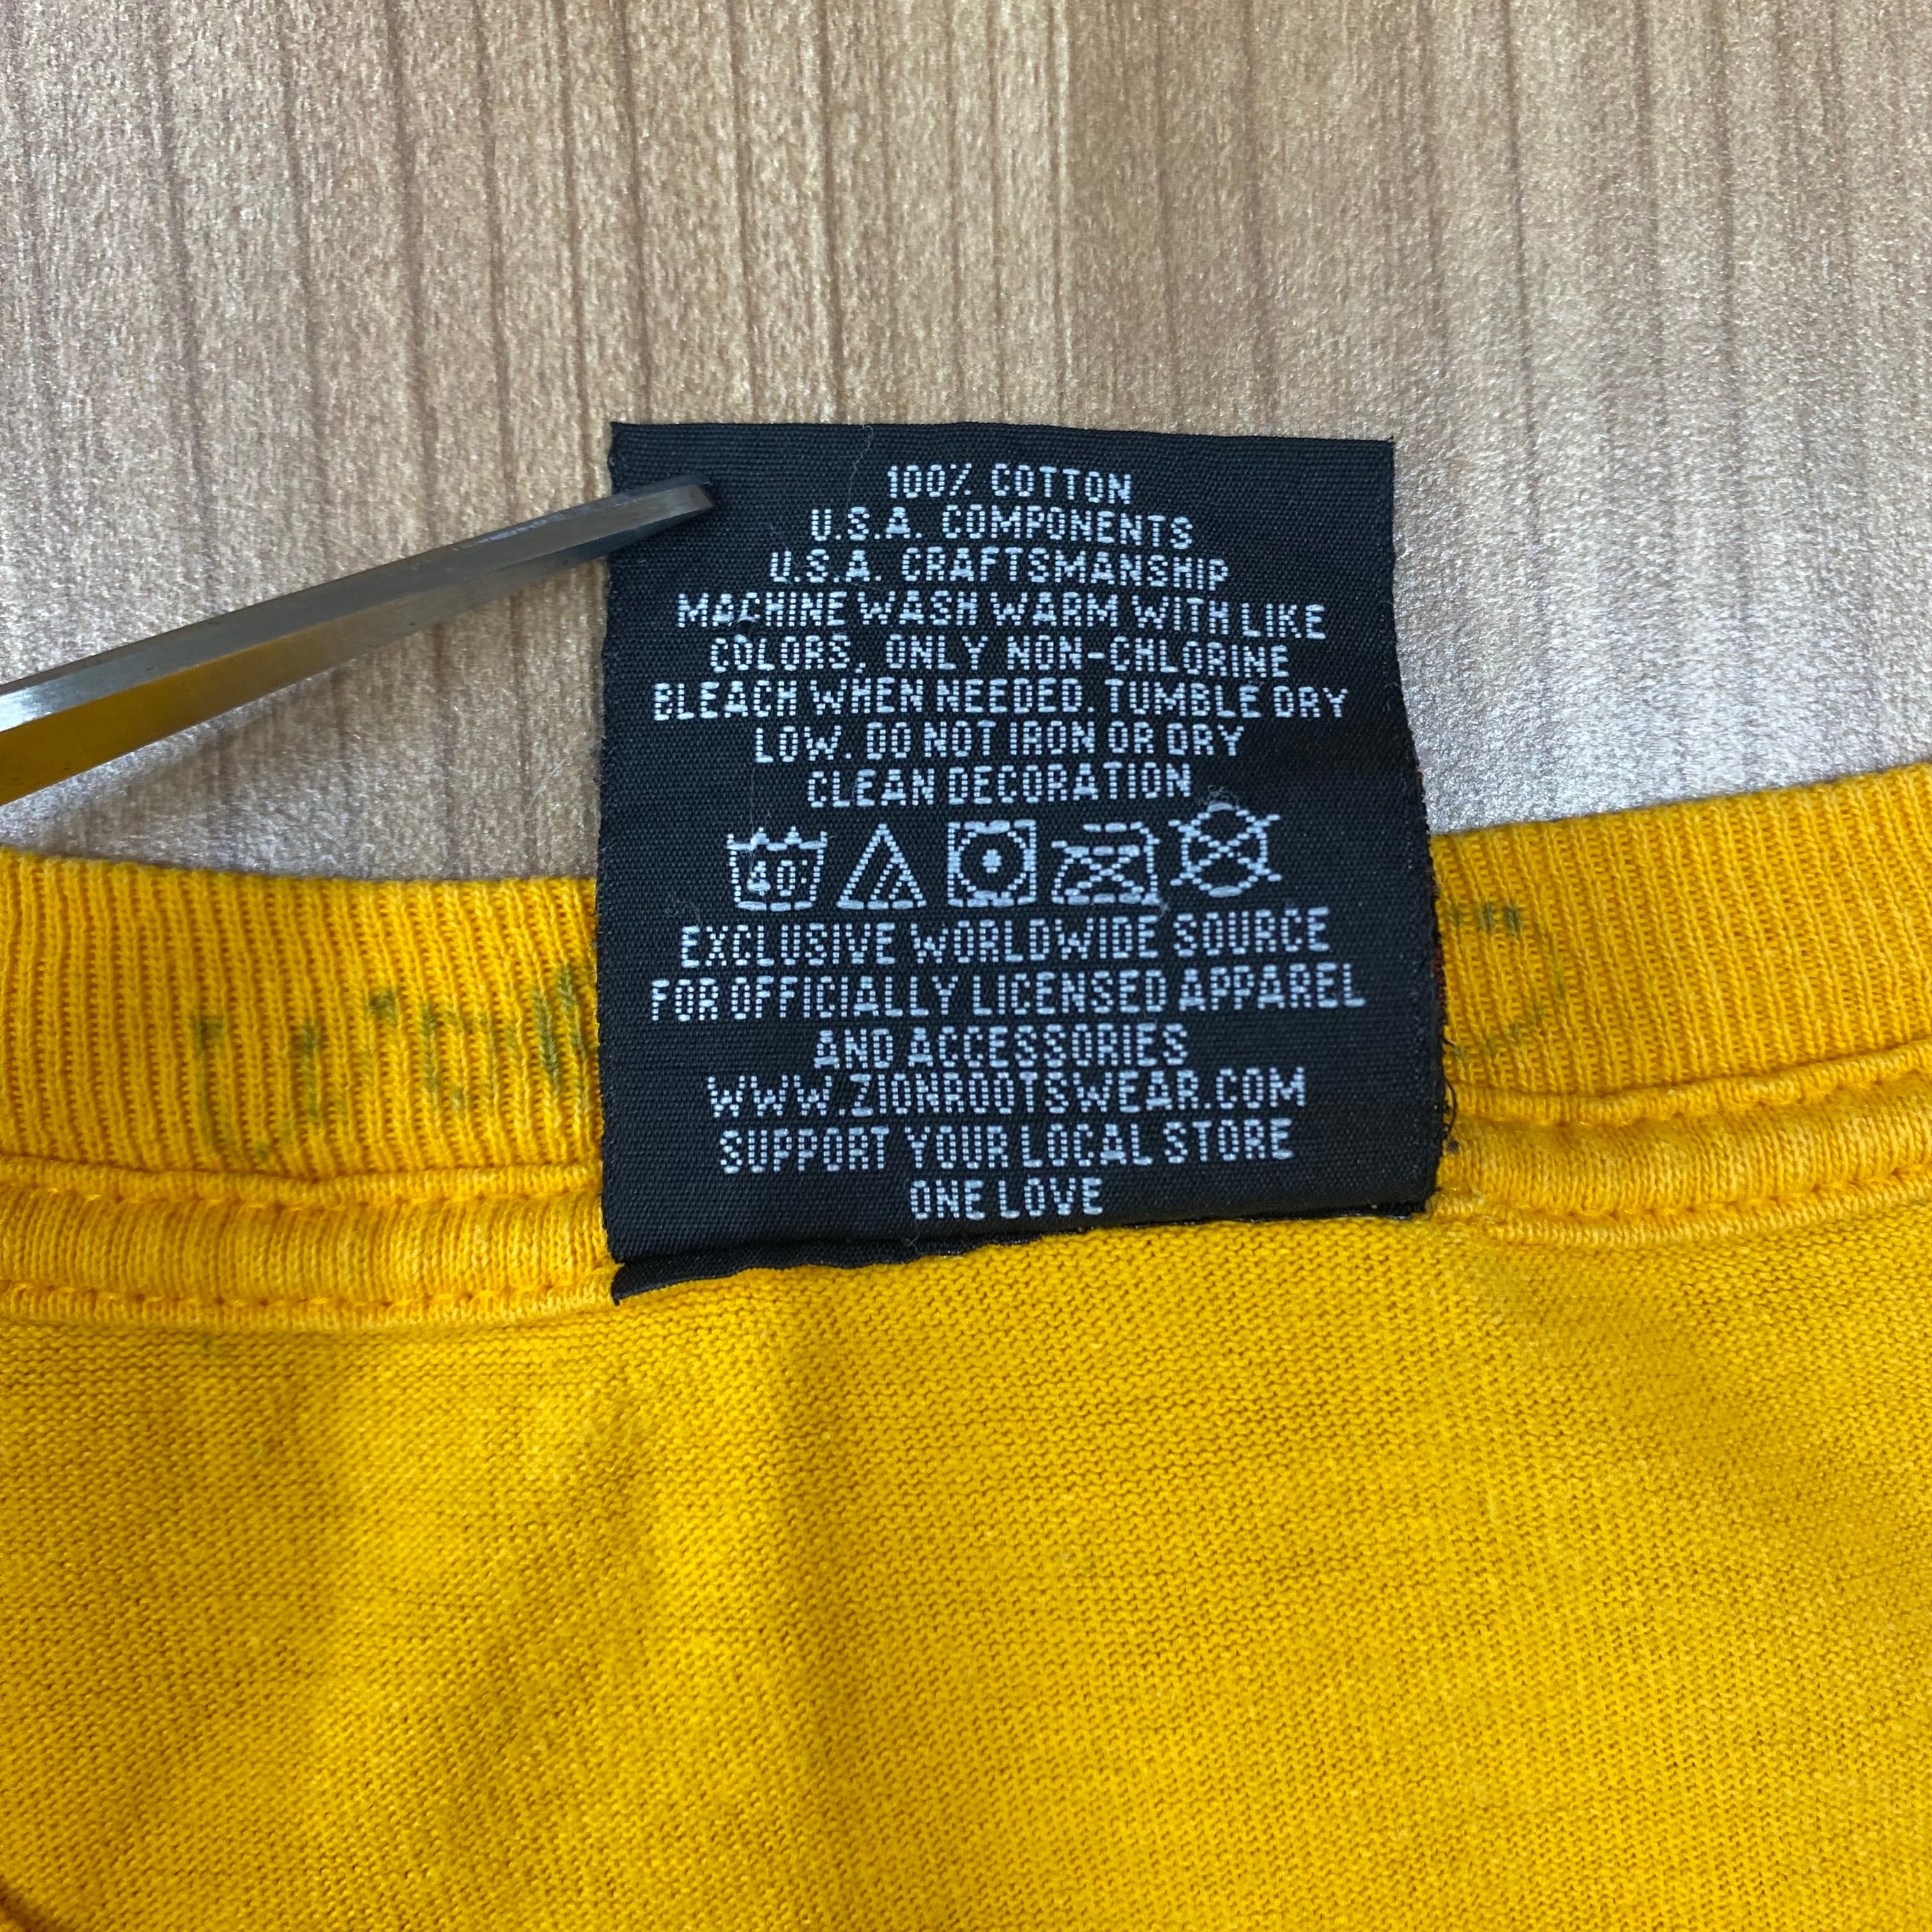 100% COTTON
U.S.A. COMPONENTS
U.S.A. CRAFTSMANSHIP
MACHINE WASH WARM WITH LIKE
COLORS, ONLY NON-CHLORINE
BLEACH WHEN NEEDED. TUMBLE DRY
LOW. DO NOT IRON OR DRY
CLEAN DECORATION
40°
EXCLUSIVE WORLDWIDE SOURCE
FOR OFFICIALLY LICENSED APPAREL
AND ACCESSORIES
WWW.ZIONROOTSWEAR.COM
SUPPORT YOUR LOCAL STORE
ONE LOVE